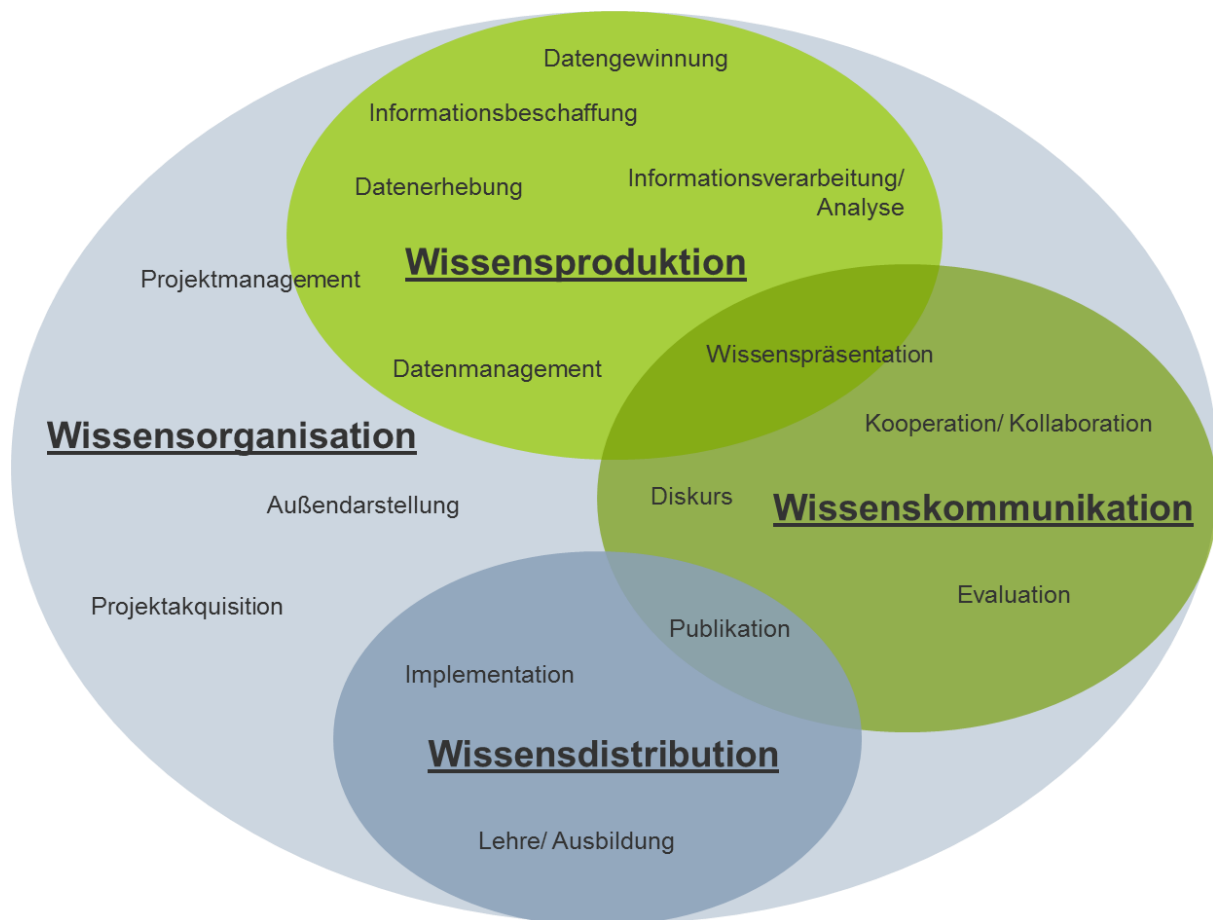 Datengewinnung
Informationsbeschaffung
Informationsverarbeitung/
Analyse
Datenerhebung
Wissensproduktion
Projektmanagement
Wissenspräsentation
Datenmanagement
Kooperation/ Kollaboration
Wissensorganisation
Diskurs
Außendarstellung
Wissenskommunikation
Evaluation
Projektakquisition
Publikation
Implementation
Wissensdistribution
Lehre/ Ausbildung